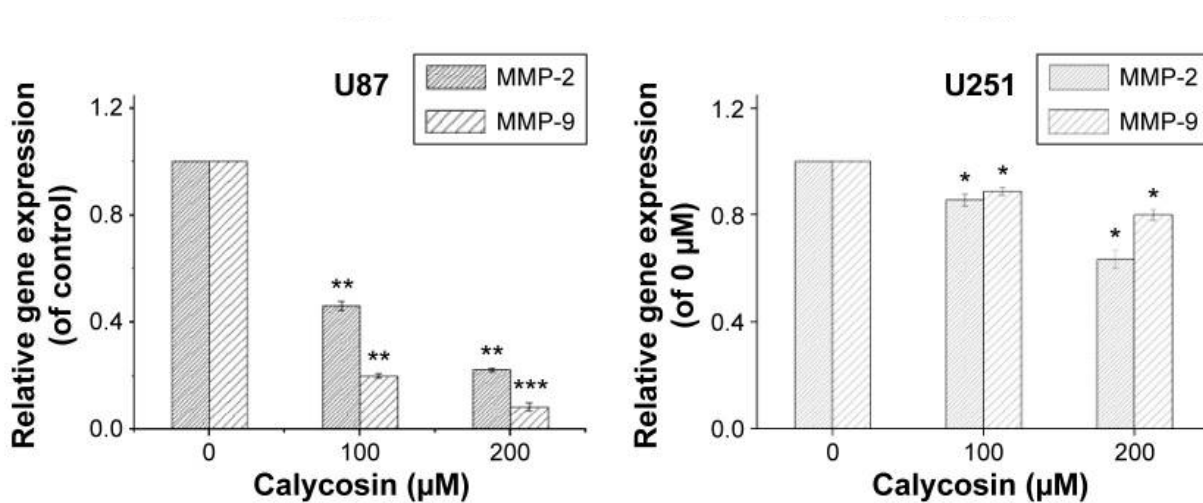 U87
MMP-2
MMP-9
Relative gene expression
(of control)
1.2
0.8
0.4
0.0
**
**
**
***
0
100
200
Calycosin (µM)
U251
MMP-2
MMP-9
Relative gene expression
(of 0 µM)
1.2
0.8
0.4
0.0
*
*
*
*
0
100
200
Calycosin (µM)